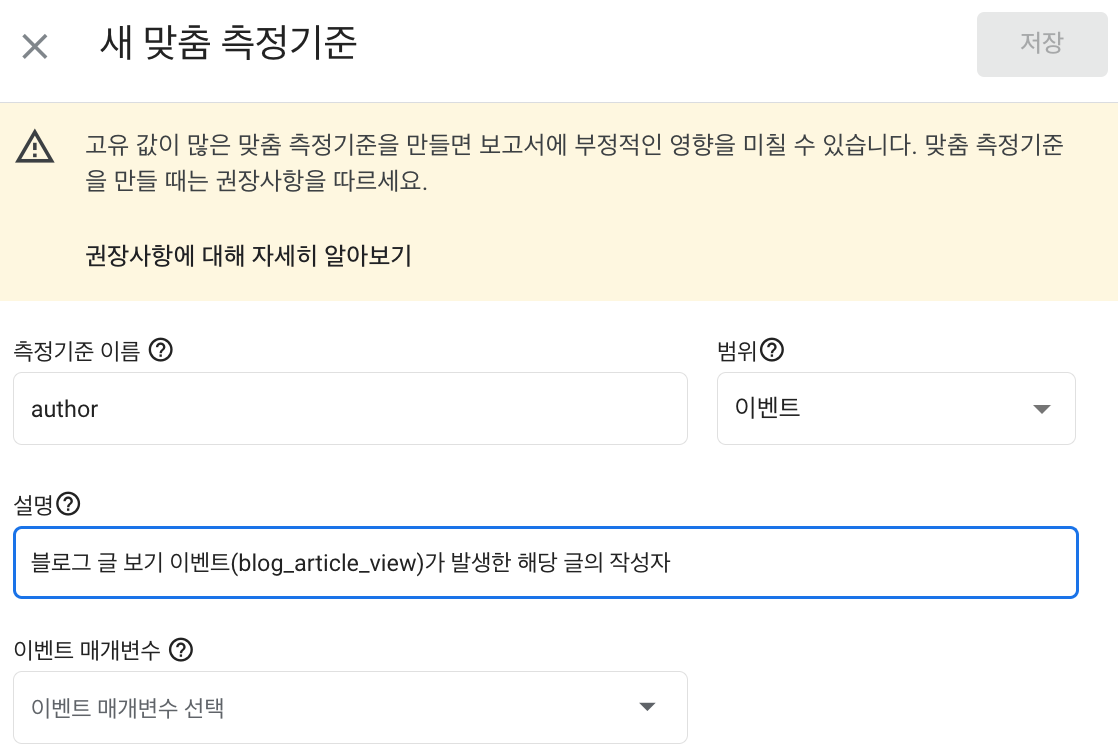 새 맞춤 측정기준
저장
고유 값이 많은 맞춤 측정기준을 만들면 보고서에 부정적인 영향을 미칠 수 있습니다. 맞춤 측정기준
을 만들 때는 권장사항을 따르세요.
권장사항에 대해 자세히 알아보기
측정기준 이름
범위
author
이벤트
설명
블로그 글 보기 이벤트(blog_article_view)가 발생한 해당 글의 작성자
이벤트 매개변수
이벤트 매개변수 선택